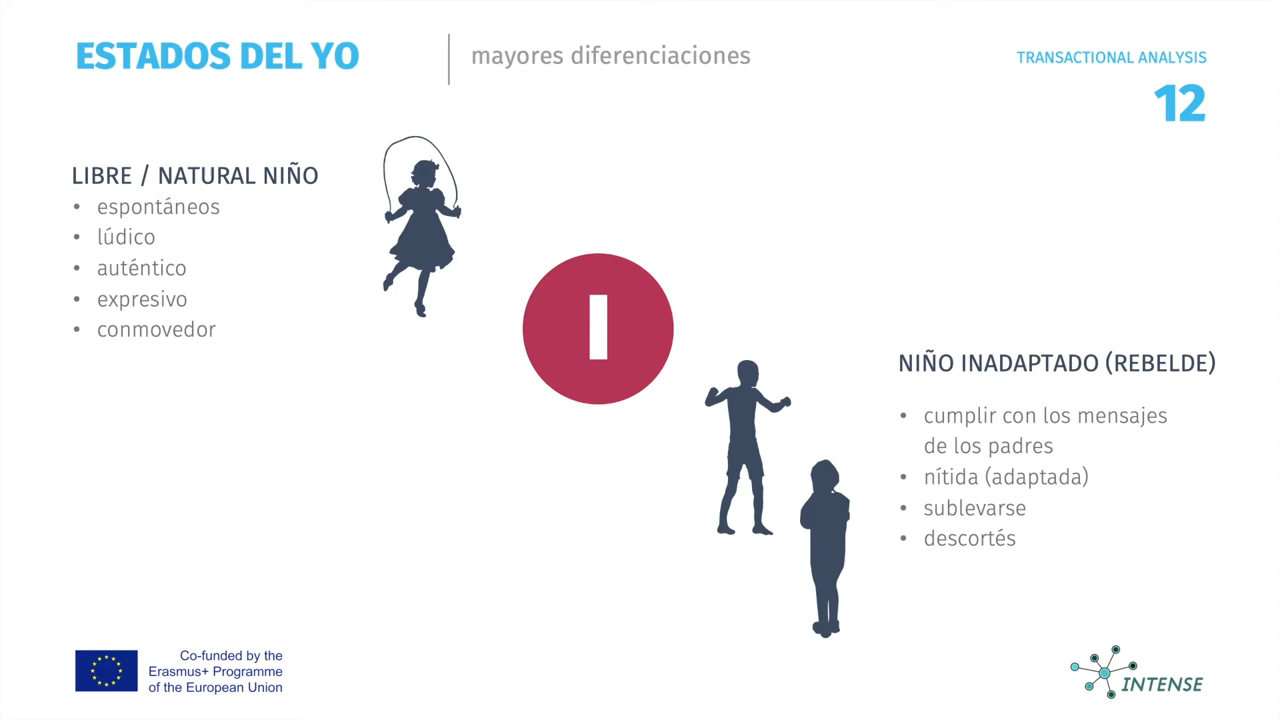 ESTADOS DEL YO
mayores diferenciaciones
TRANSACTIONAL ANALYSIS
12
LIBRE / NATURAL NIÑO
• espontáneos
• lúdico
• auténtico
• expresivo
• conmovedor
I
NIÑO INADAPTADO (REBELDE)
• cumplir con los mensajes
de los padres
• nítida (adaptada)
• sublevarse
• descortés
Co-funded by the
Erasmus+ Programme
of the European Union
INTENSE